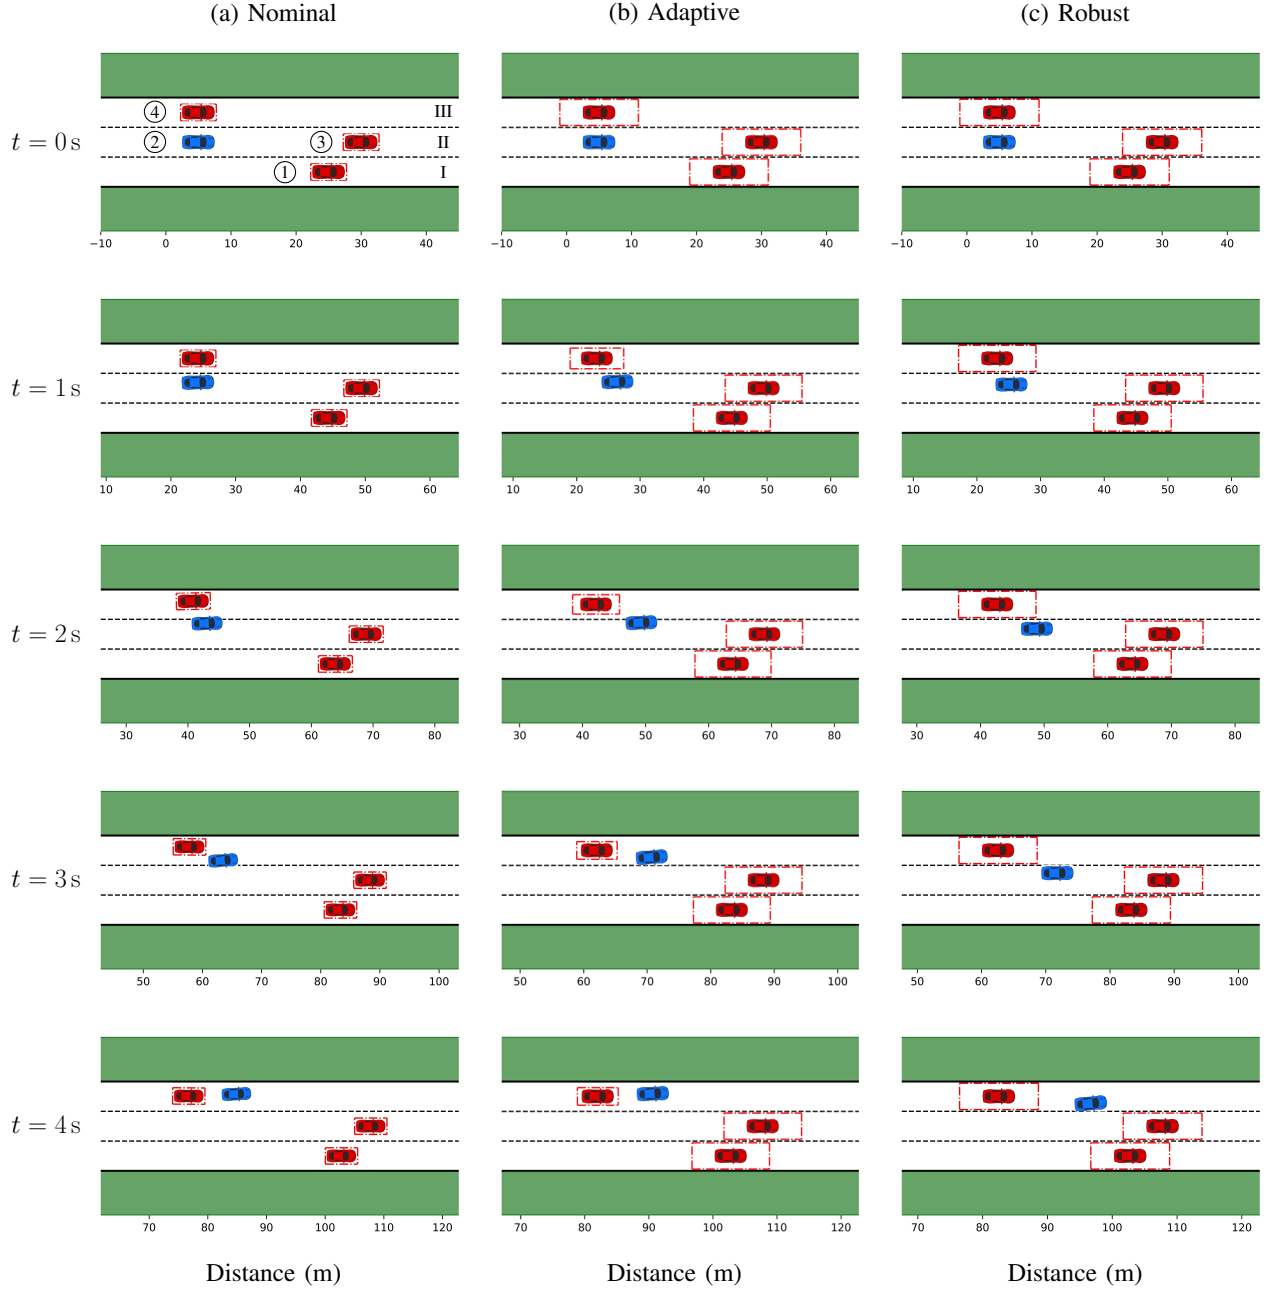 (a) Nominal (b) Adaptive (c) Robust
④ III
t = 0 s ② ③ II
① I
−10 0 10 20 30 40 −10 0 10 20 30 40 −10 0 10 20 30 40
t = 1 s
10 20 30 40 50 60 10 20 30 40 50 60 10 20 30 40 50 60
t = 2 s
30 40 50 60 70 80 30 40 50 60 70 80 30 40 50 60 70 80
t = 3 s
50 60 70 80 90 100 50 60 70 80 90 100 50 60 70 80 90 100
t = 4 s
70 80 90 100 110 120 70 80 90 100 110 120 70 80 90 100 110 120
Distance (m) Distance (m) Distance (m)